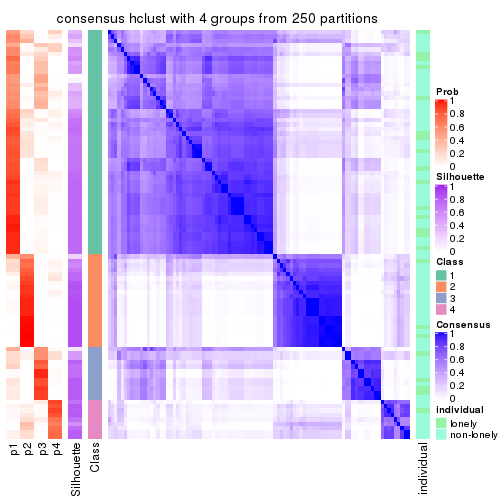 consensus hclust with 4 groups from 250 partitions
Prob
1
0.8
0.6
0.4
0.2
0
Silhouette
1
0.8
0.6
0.4
0.2
0
Class
1
2
3
4
Consensus
1
0.8
0.6
0.4
0.2
0
individual
lonely
non-lonely
p1
p2
p3
p4
Silhouette
Class
individual